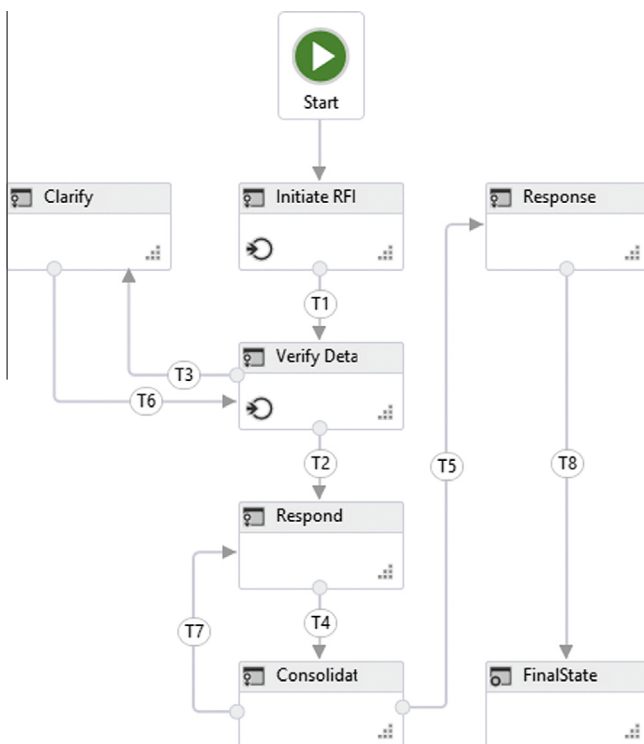 Start
Clarify
Initiate RFI
Response
T1
Verify Deta
T3
T6
T2
T5
T8
Respond
T7
T4
Consolidat
FinalState